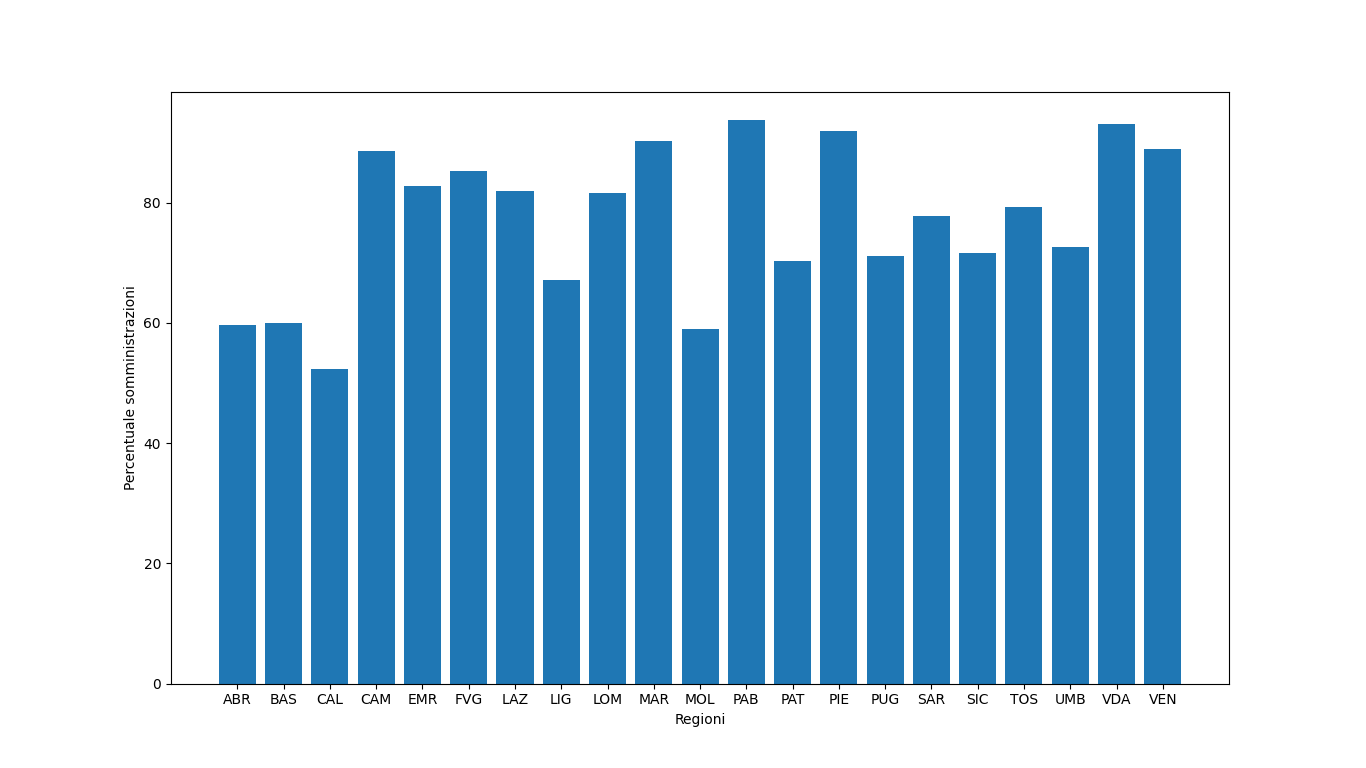 Percentuale somministrazioni
80
60
40
20
0
ABR BAS CAL CAM EMR FVG LAZ LIG LOM MAR MOL PAB PAT PIE PUG SAR SIC TOS UMB VDA VEN
Regioni